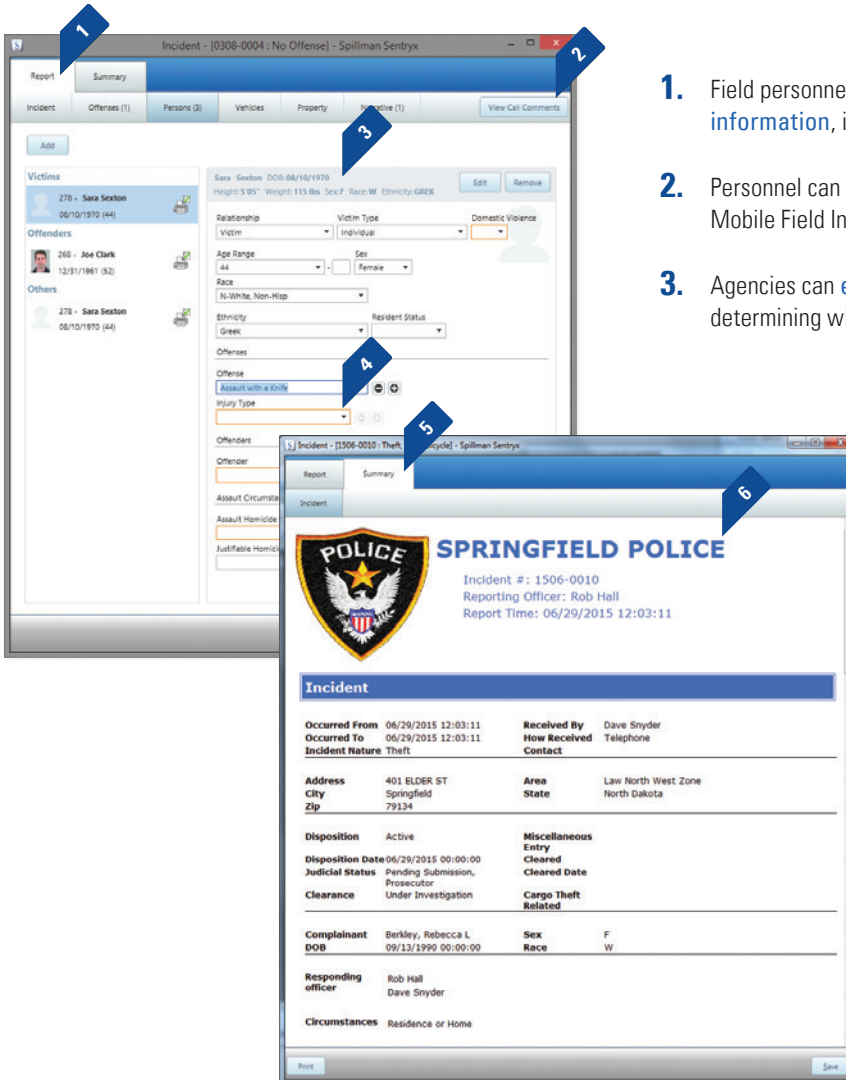 1
Incident - [0308-0004 : No Offense] - Spillman Sentryx
2
Report
Summary
Incident
Offenses (1)
Persons (3)
Vehicles
Property
(1)
View Call Comments
3
Add
Victims
278 - Sara Sexton
08/10/1970 (44)
Offenders
268 - Joe Clark
12/31/1961 (52)
Others
278 - Sara Sexton
08/10/1970 (44)
Sara Sexton DOB:08/10/1970
Height:5'05" Weight:115 lbs Sex:F Race:W Ethnicity:GREEK
Edit
Remove
Relationship
Victim Type
Domestic Violence
Victim
Individual
Age Range
Sex
44
-
Female
Race
N-White, Non-Hisp
Ethnicity
Resident Status
Greek
Offenses
Offense
4
Assault with a Knife
Injury Type
Offenders
Offender
Assault
Assault Homicide
Justifiable
1. Field personne
information, i
2. Personnel can
Mobile Field In
3. Agencies can e
determining w
5
Incident - [1506-0010 : Theft, - Spillman Sentryx
Report
Summary
6
Incident
POLICE
SPRINGFIELD POLICE
Incident #: 1506-0010
Reporting Officer: Rob Hall
Report Time: 06/29/2015 12:03:11
Incident
Occurred From 06/29/2015 12:03:11 Received By Dave Snyder
Occurred To 06/29/2015 12:03:11 How Received Telephone
Incident Nature Theft Contact
Address 401 ELDER ST Area Law North West Zone
City Springfield State North Dakota
Zip 79134
Disposition Active Miscellaneous
Entry
Disposition Date 06/29/2015 00:00:00 Cleared
Judicial Status Pending Submission, Cleared Date
Prosecutor
Clearance Under Investigation Cargo Theft
Related
Complainant Berkley, Rebecca L Sex F
DOB 09/13/1990 00:00:00 Race W
Responding Rob Hall
officer Dave Snyder
Circumstances Residence or Home
Print
Save